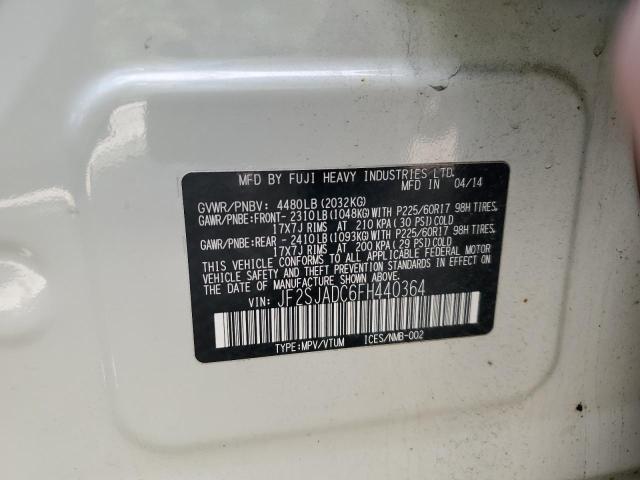 MFD BY FUJI HEAVY INDUSTRIES LTD.
MFD IN 04/14
GVWR/PNBV: 4480LB (2032KG)
GAWR/PNBE:FRONT- 2310LB (1048KG) WITH P225/60R17 98H TIRES,
17X7J RIMS AT 210 KPA (30 PSI) COLD
GAWR/PNBE:REAR - 2410LB (1093KG) WITH P225/60R17 98H TIRES,
17X7J RIMS AT 200 KPA (29 PSI) COLD
THIS VEHICLE CONFORMS TO ALL APPLICABLE FEDERAL MOTOR
VEHICLE SAFETY AND THEFT PREVENTION STANDARDS IN EFFECT ON
THE DATE OF MANUFACTURE SHOWN ABOVE.
VIN: JF2SJADC6FH440364
TYPE:MPV/VTUM ICES/NMB-002